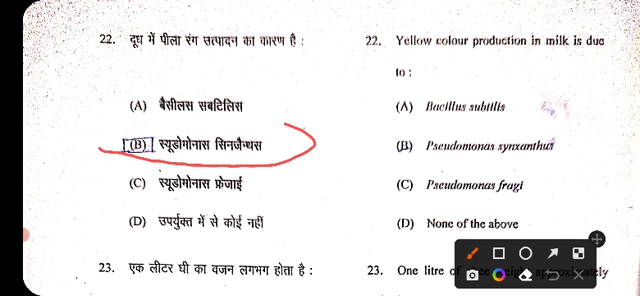 22. दूध में पीला रंग उत्पादन का कारण है :
(A) बैसीलस सबटिलिस
(B) स्यूडोमोनास सिनजैन्थस
(C) स्यूडोमोनास फ्रेजाई
(D) उपर्युक्त में से कोई नहीं
23. एक लीटर घी का वजन लगभग होता है :
22. Yellow colour production in milk is due
to :
(A) Bacillus subtilis
(B) Pseudomonas synxanthus
(C) Pseudomonas fragi
(D) None of the above
23. One litre of